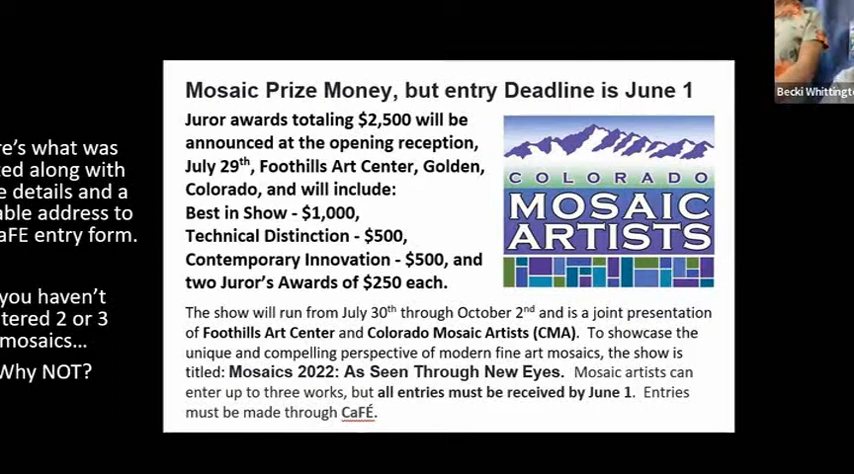 re's what was
ted along with
e details and a
able address to
aFE entry form.
you haven't
tered 2 or 3
mosaics...
Why NOT?
Mosaic Prize Money, but entry Deadline is June 1
Juror awards totaling $2,500 will be
announced at the opening reception,
July 29th, Foothills Art Center, Golden,
Colorado, and will include:
Best in Show - $1,000,
Technical Distinction - $500,
Contemporary Innovation - $500, and
two Juror's Awards of $250 each.
COLORADO
MOSAIC
ARTISTS
The show will run from July 30th through October 2nd and is a joint presentation
of Foothills Art Center and Colorado Mosaic Artists (CMA). To showcase the
unique and compelling perspective of modern fine art mosaics, the show is
titled: Mosaics 2022: As Seen Through New Eyes. Mosaic artists can
enter up to three works, but all entries must be received by June 1. Entries
must be made through CaFÉ.
Becki Whittingt